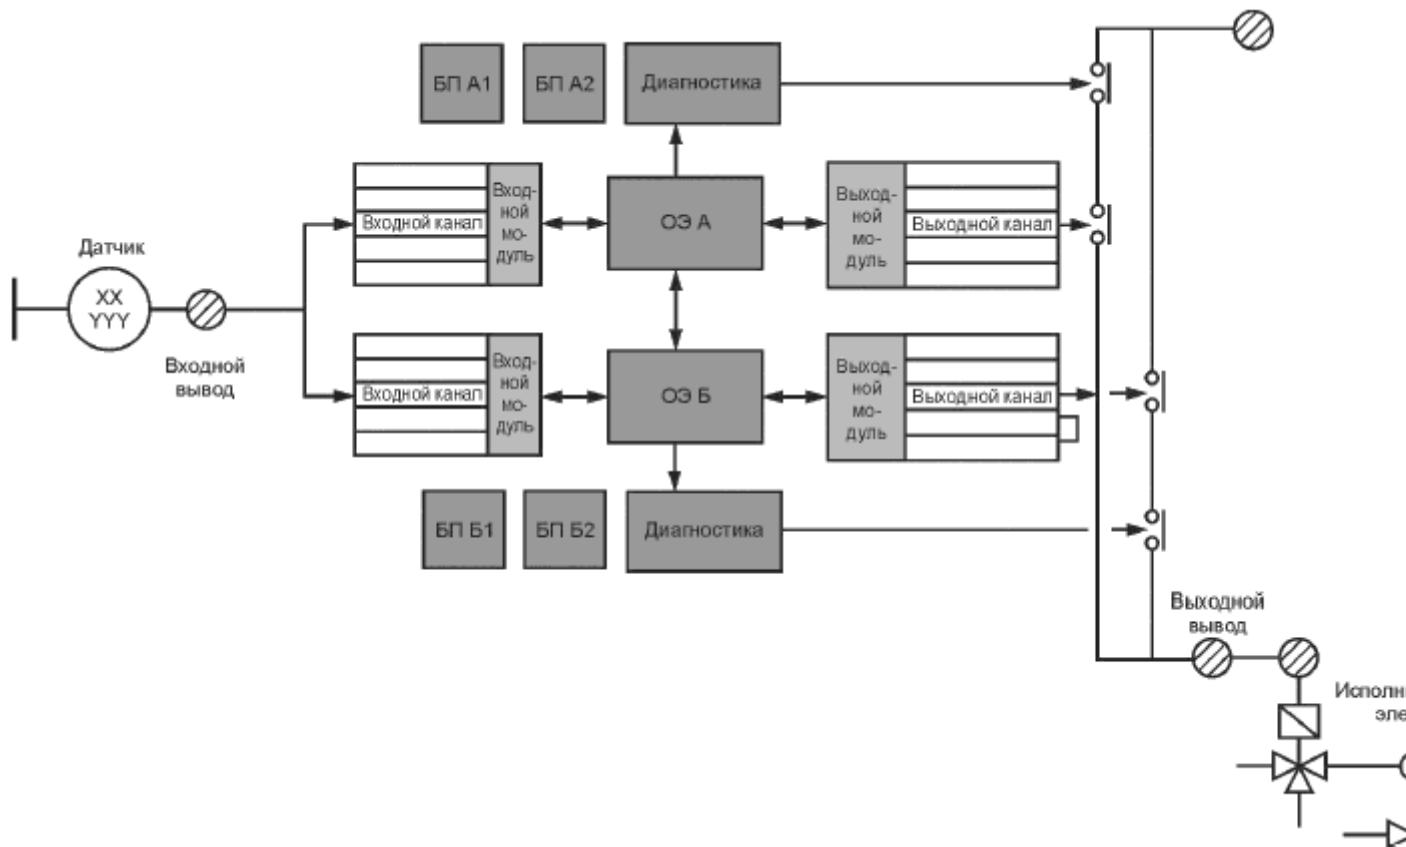 БП А1
БП А2
Диагностика
Вход-
ной
мо-
дуль
Входной канал
ОЭ А
Выход-
ной
мо-
дуль
Выходной канал
Датчик
XX
YYY
Входной
вывод
Входной канал
Вход-
ной
мо-
дуль
ОЭ Б
Выход-
ной
мо-
дуль
Выходной канал
БП Б1
БП Б2
Диагностика
Выходной
вывод
Исполн
эле